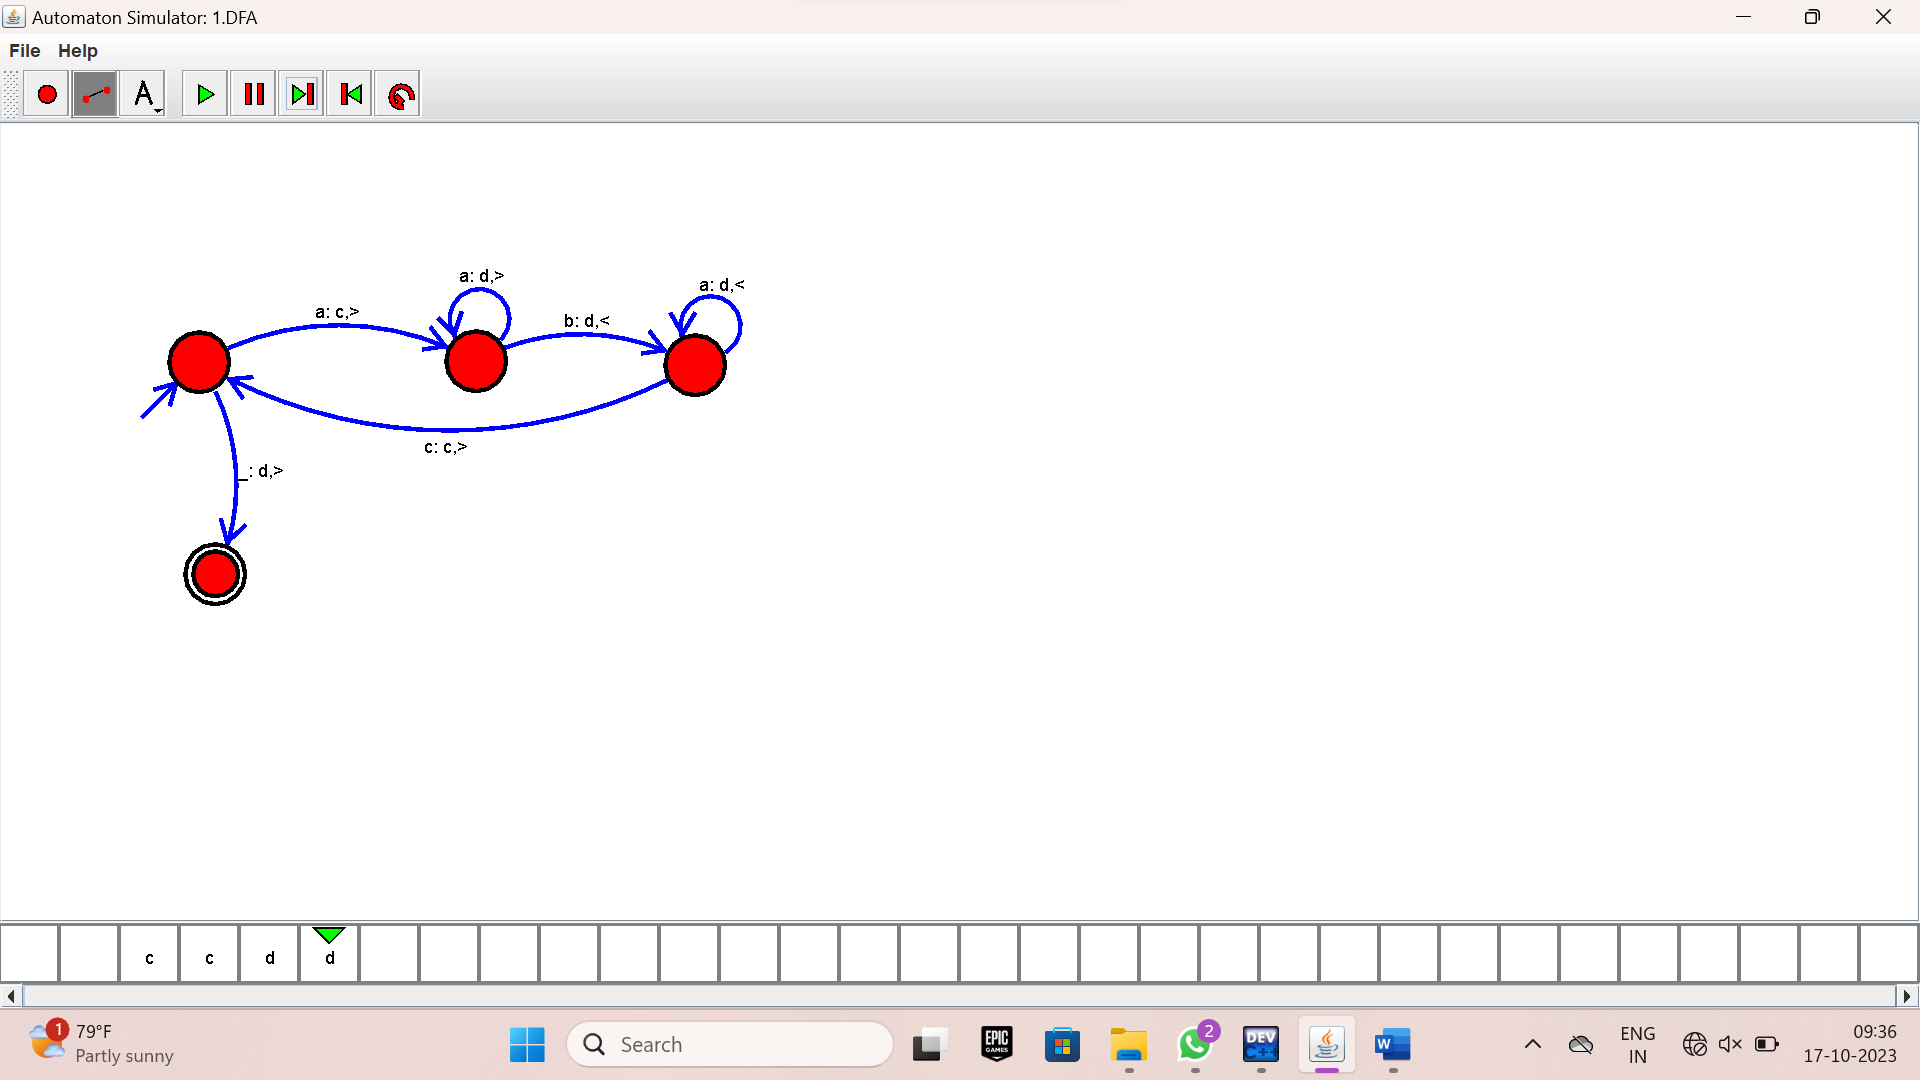 Automaton Simulator: 1.DFA
File Help
A
a: d,>
a: d,<
a: c,>
b: d,<
c: c,>
_: d,>
c c d d
1
79°F
Partly sunny
Search
EPIC GAMES
2
DEV C++
W
ENG
IN
09:36
17-10-2023